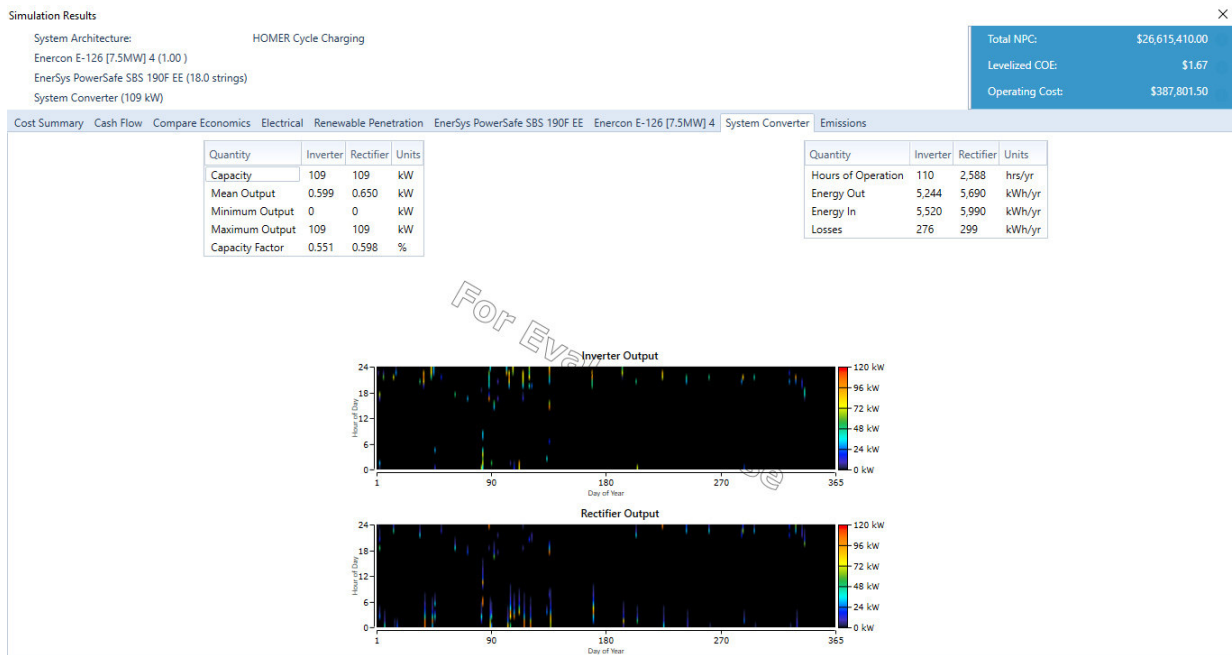 Simulation Results
System Architecture: HOMER Cycle Charging
Enercon E-126 [7.5MW] 4 (1.00 )
EnerSys PowerSafe SBS 190F EE (18.0 strings)
System Converter (109 kW)
Total NPC: $26,615,410.00
Levelized COE: $1.67
Operating Cost: $387,801.50
Cost Summary Cash Flow Compare Economics Electrical Renewable Penetration EnerSys PowerSafe SBS 190F EE Enercon E-126 [7.5MW] 4 System Converter Emissions
Quantity Inverter Rectifier Units
Capacity 109 109 kW
Mean Output 0.599 0.650 kW
Minimum Output 0 0 kW
Maximum Output 109 109 kW
Capacity Factor 0.551 0.598 %
Quantity Inverter Rectifier Units
Hours of Operation 110 2,588 hrs/yr
Energy Out 5,244 5,690 kWh/yr
Energy In 5,520 5,990 kWh/yr
Losses 276 299 kWh/yr
For Eval
se
Inverter Output
Hour of Day
24
18
12
6
0
1 90 180 270 365
Day of Year
120 kW
96 kW
72 kW
48 kW
24 kW
0 kW
Rectifier Output
Hour of Day
24
18
12
6
0
1 90 180 270 365
Day of Year
120 kW
96 kW
72 kW
48 kW
24 kW
0 kW